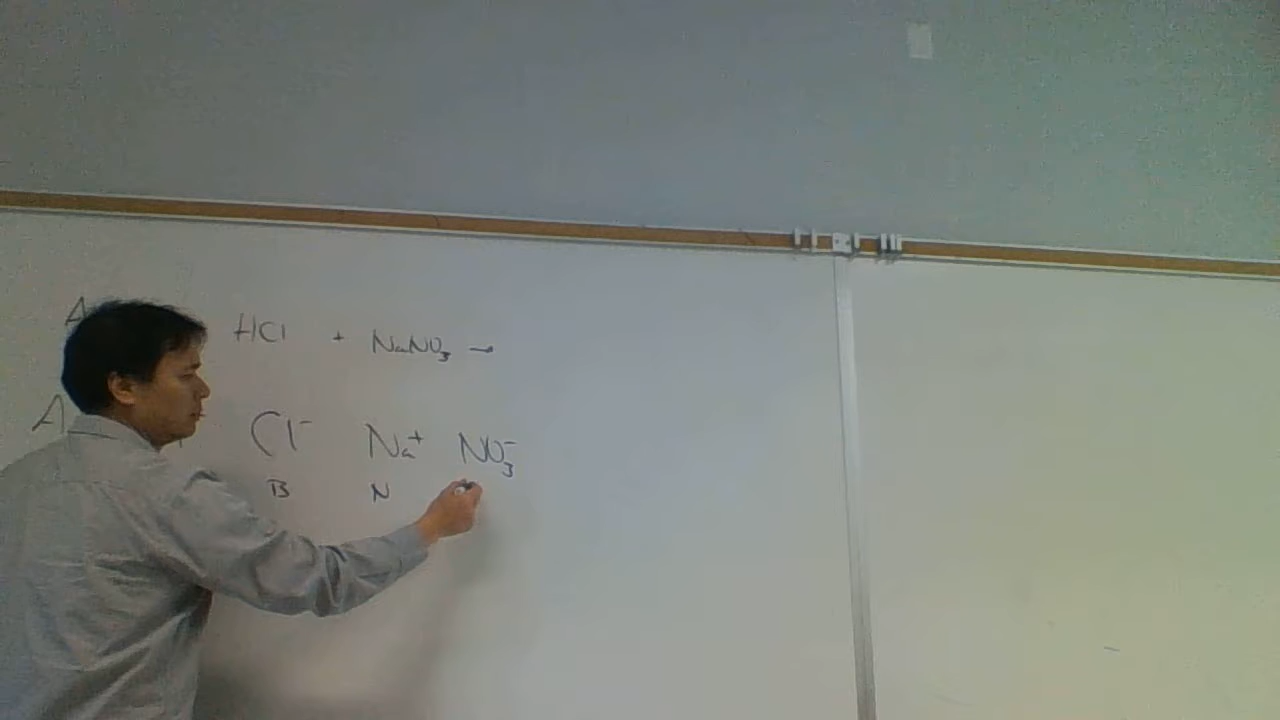 A HCl + NaNO₃ →
A Cl⁻ Na⁺ NO₃⁻
B N